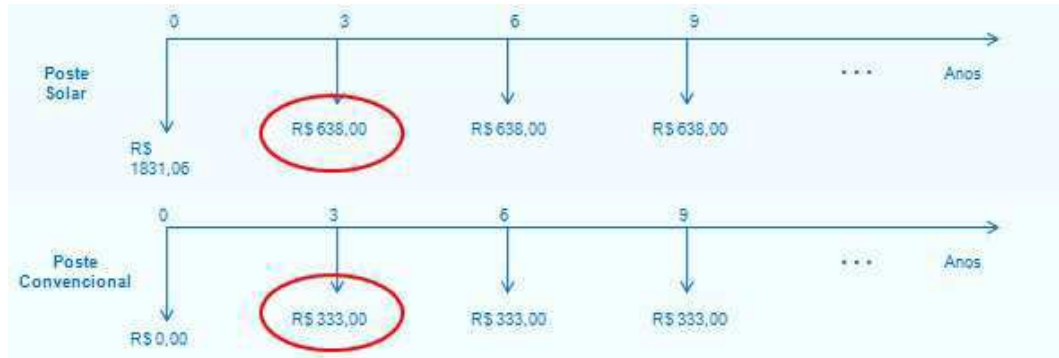 0 3 6 9
Poste
Solar
... Anos
R$ 638,00 R$ 638,00 R$ 638,00
R$
1831,06
0 3 6 9
Poste
Convencional
... Anos
R$ 333,00 R$ 333,00 R$ 333,00
R$ 0,00